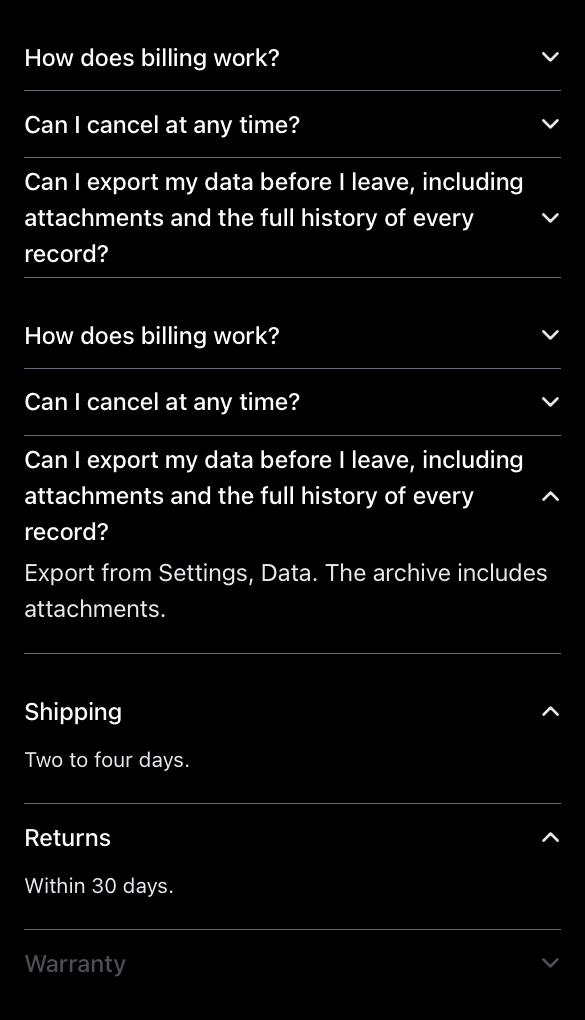 How does billing work?
Can I cancel at any time?
Can I export my data before I leave, including
attachments and the full history of every
record?
How does billing work?
Can I cancel at any time?
Can I export my data before I leave, including
attachments and the full history of every
record?
Export from Settings, Data. The archive includes
attachments.
Shipping
Two to four days.
Returns
Within 30 days.
Warranty